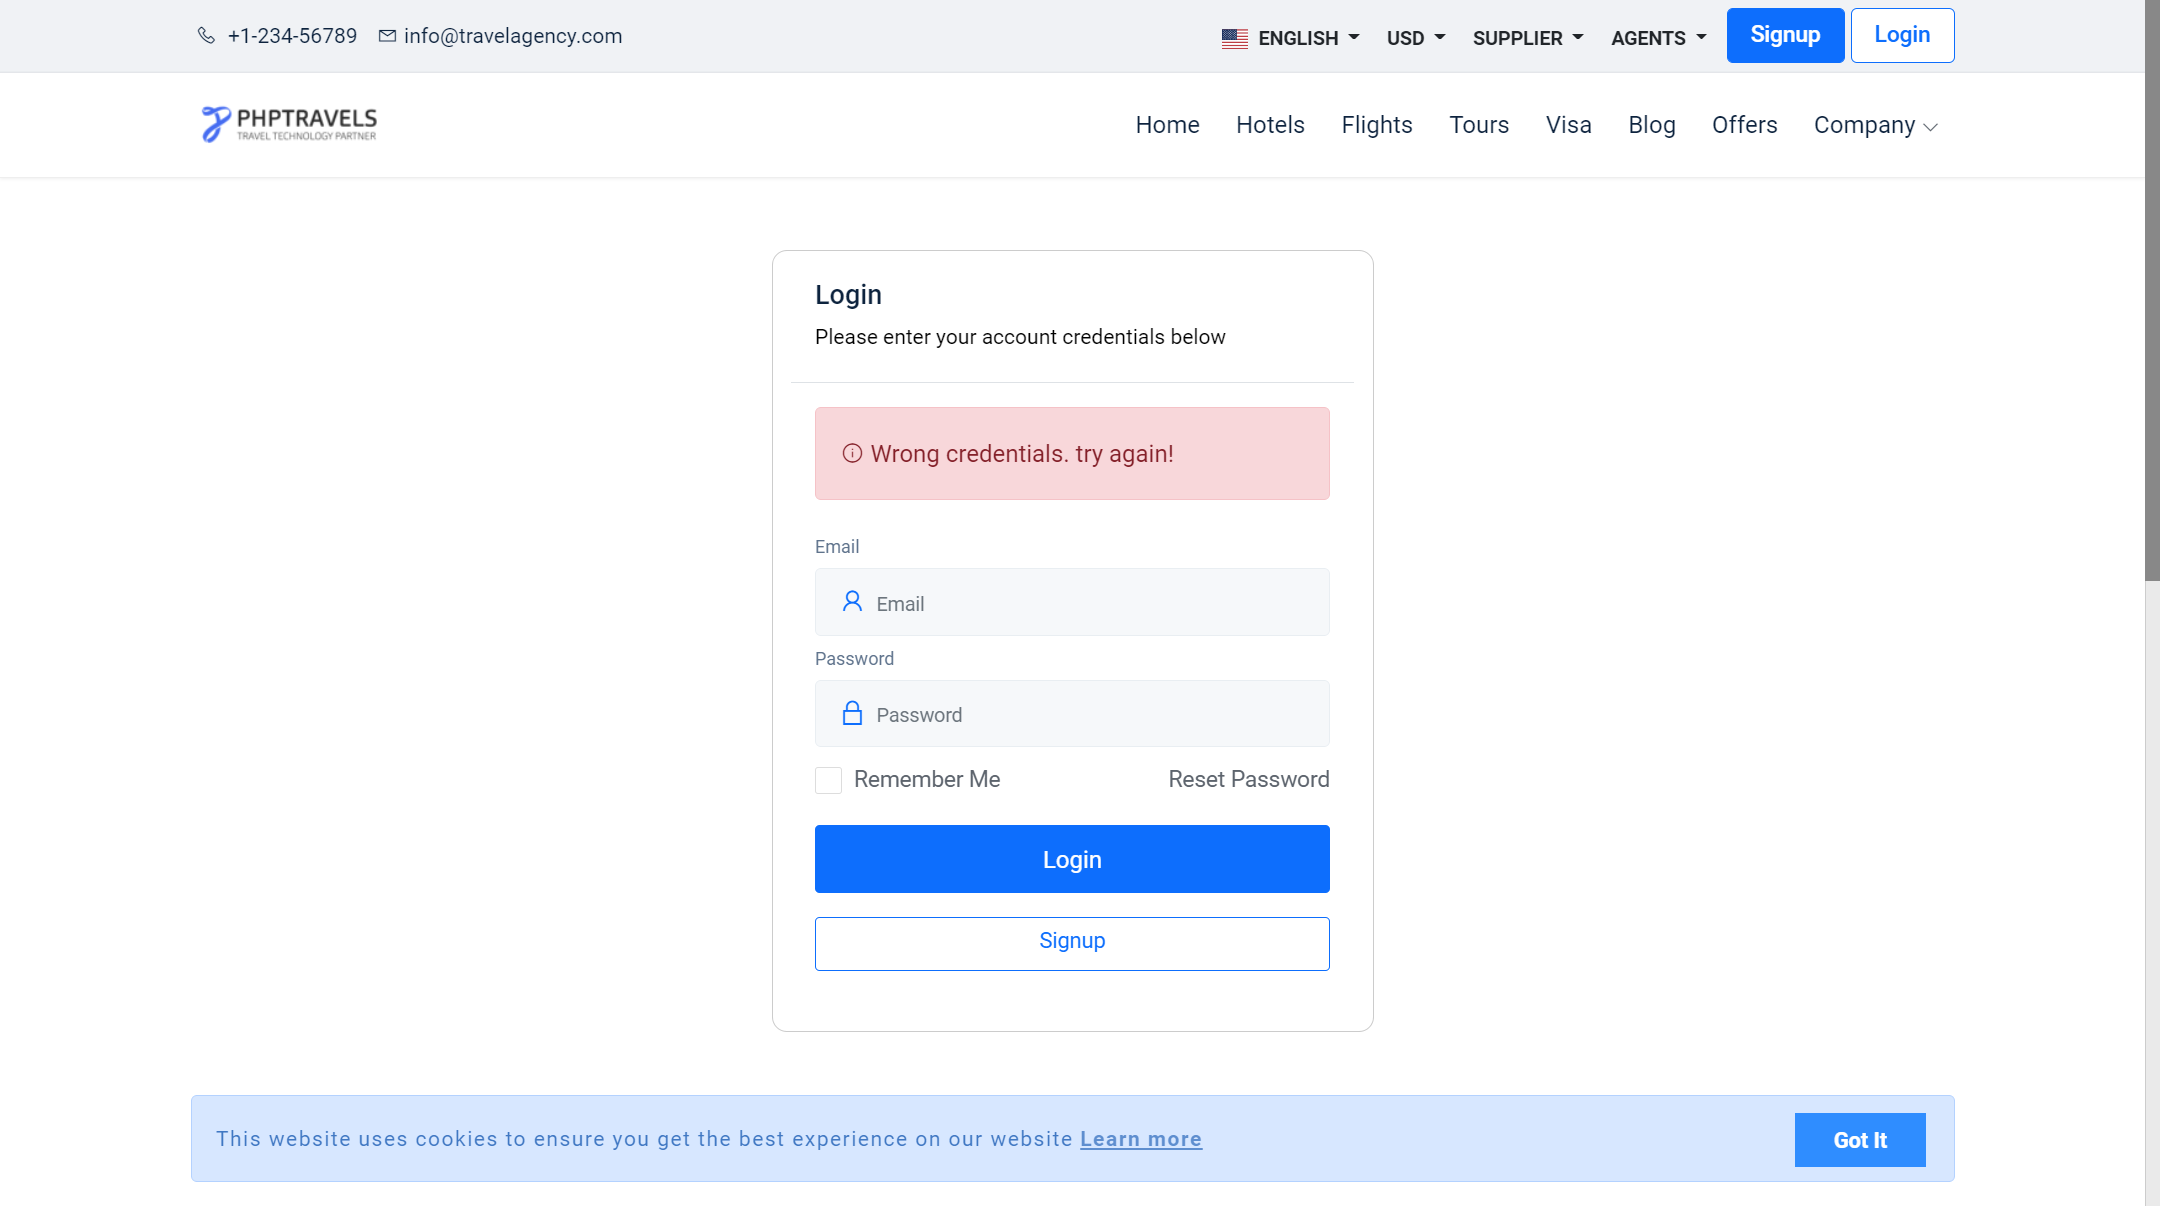 +1-234-56789 info@travelagency.com ENGLISH USD SUPPLIER AGENTS Signup Login
PHPTRAVELS
TRAVEL TECHNOLOGY PARTNER
Home Hotels Flights Tours Visa Blog Offers Company
Login
Please enter your account credentials below
Wrong credentials. try again!
Email
Email
Password
Password
Remember Me Reset Password
Login
Signup
This website uses cookies to ensure you get the best experience on our website Learn more Got It